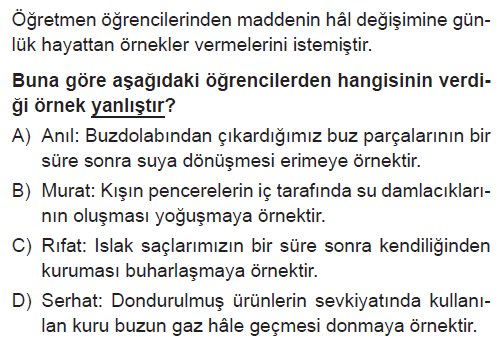 Öğretmen öğrencilerinden maddenin hâl değişimine gün-
lük hayattan örnekler vermelerini istemiştir.
Buna göre aşağıdaki öğrencilerden hangisinin verdi-
ği örnek yanlıştır?
A) Anıl: Buzdolabından çıkardığımız buz parçalarının bir
süre sonra suya dönüşmesi erimeye örnektir.
B) Murat: Kışın pencerelerin iç tarafında su damlacıkları-
nın oluşması yoğuşmaya örnektir.
C) Rıfat: Islak saçlarımızın bir süre sonra kendiliğinden
kuruması buharlaşmaya örnektir.
D) Serhat: Dondurulmuş ürünlerin sevkiyatında kullanı-
lan kuru buzun gaz hâle geçmesi donmaya örnektir.